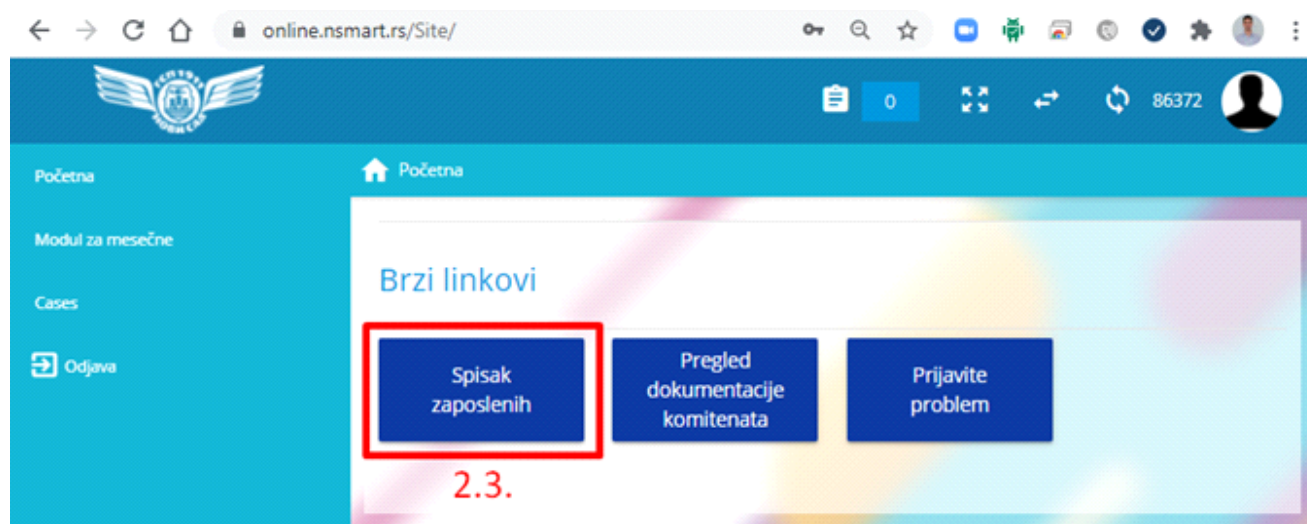 online.nsmart.rs/Site/
0
86372
Početna
Početna
Modul za mesečne
Cases
Odjava
Brzi linkovi
Spisak
zaposlenih
Pregled
dokumentacije
komitenata
Prijavite
problem
2.3.